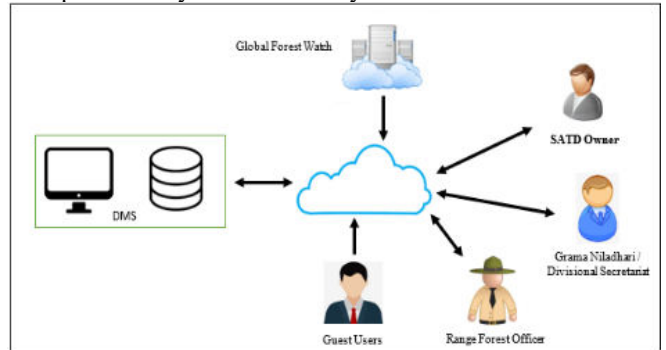 Global Forest Watch
SATD Owner
DMS
Grama Niladhari /
Divisional Secretariat
Guest Users
Range Forest Officer